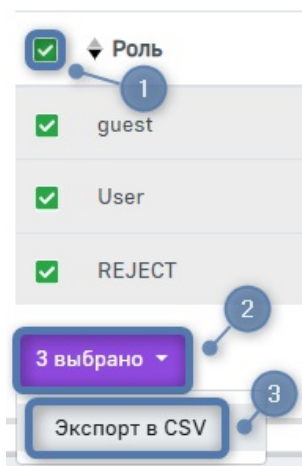 Роль
1
guest
User
REJECT
2
3 выбрано
3
Экспорт в CSV